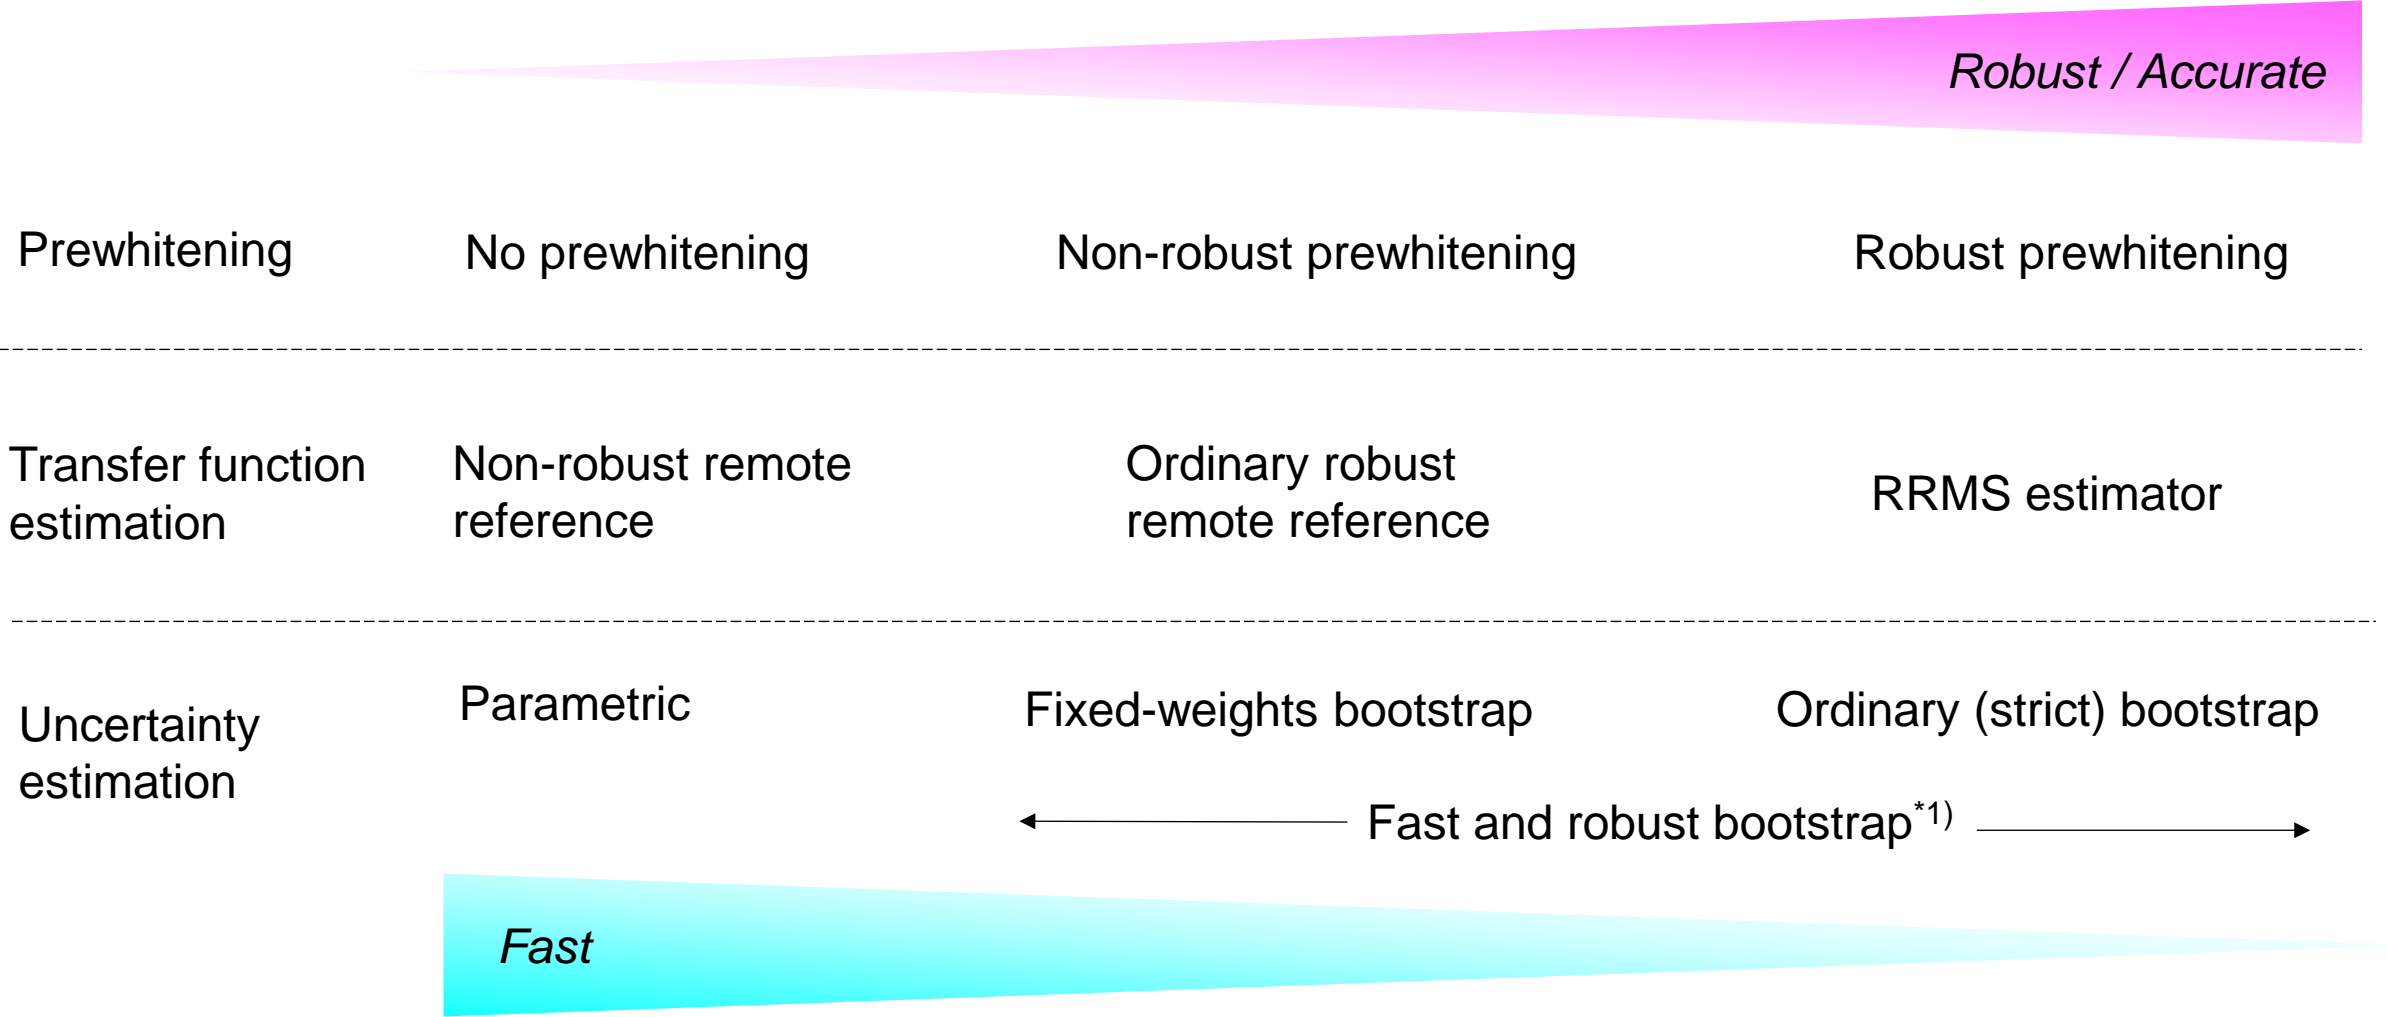 Robust / Accurate
Prewhitening
No prewhitening
Non-robust prewhitening
Robust prewhitening
Transfer function
estimation
Non-robust remote
reference
Ordinary robust
remote reference
RRMS estimator
Uncertainty
estimation
Parametric
Fixed-weights bootstrap
Ordinary (strict) bootstrap
Fast and robust bootstrap*1)
Fast